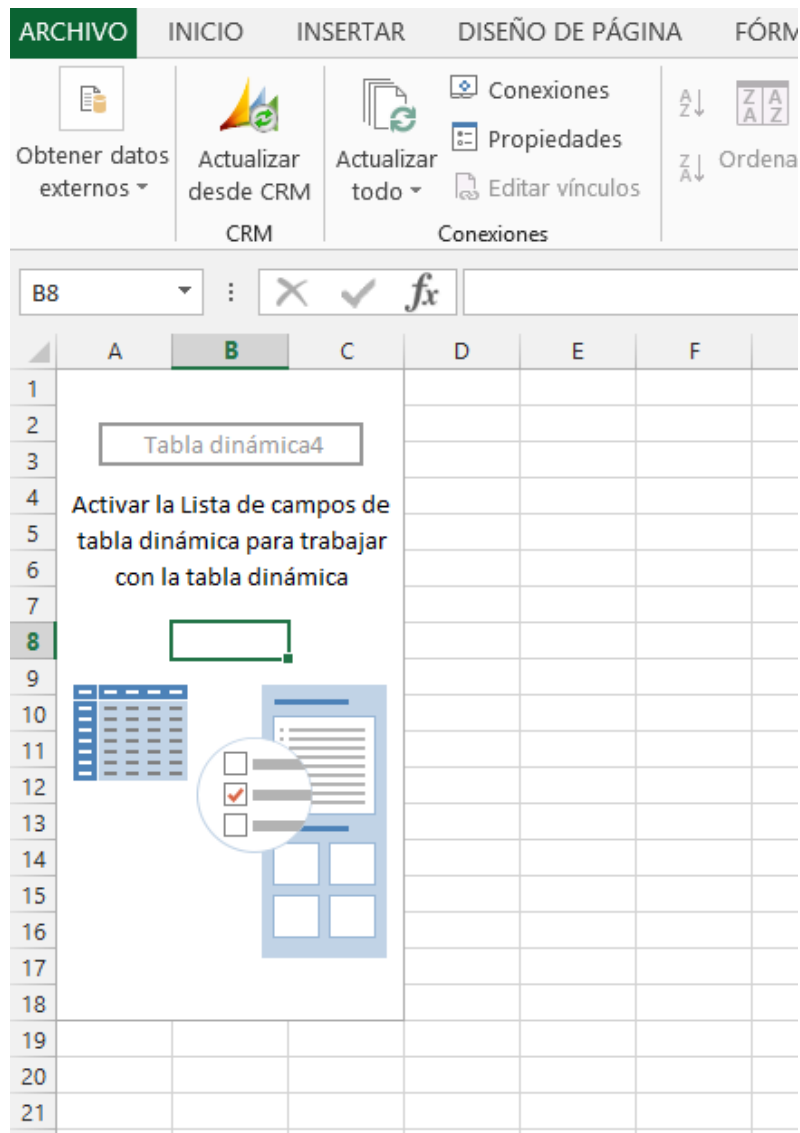 ARCHIVO INICIO INSERTAR DISEÑO DE PÁGINA FÓRM
Obtener datos
externos
Actualizar
desde CRM
CRM
Actualizar
todo
Conexiones
Propiedades
Editar vínculos
Conexiones
Ordena
B8
fx
A B C D E F
1
2
3
4
5
6
7
8
9
10
11
12
13
14
15
16
17
18
19
20
21
Tabla dinámica4
Activar la Lista de campos de
tabla dinámica para trabajar
con la tabla dinámica